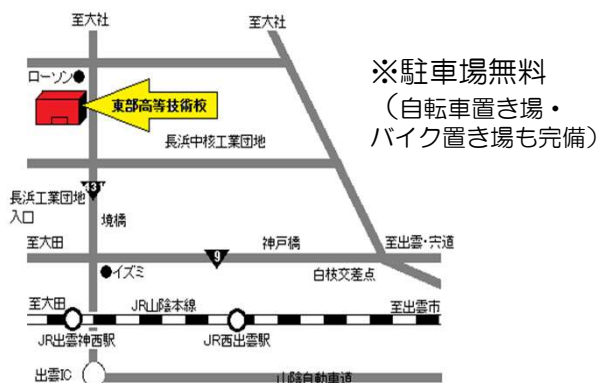 至大社
至大社
ローソン
東部高等技術校
※駐車場無料
(自転車置き場・
バイク置き場も完備)
長浜中核工業団地
431
長浜工業団地
入口
境橋
至大田
9
神戸橋
至出雲・宍道
イズミ
白枝交差点
至大田
JR山陰本線
至出雲市
JR出雲神西駅
JR西出雲駅
出雲IC
山陰自動車道